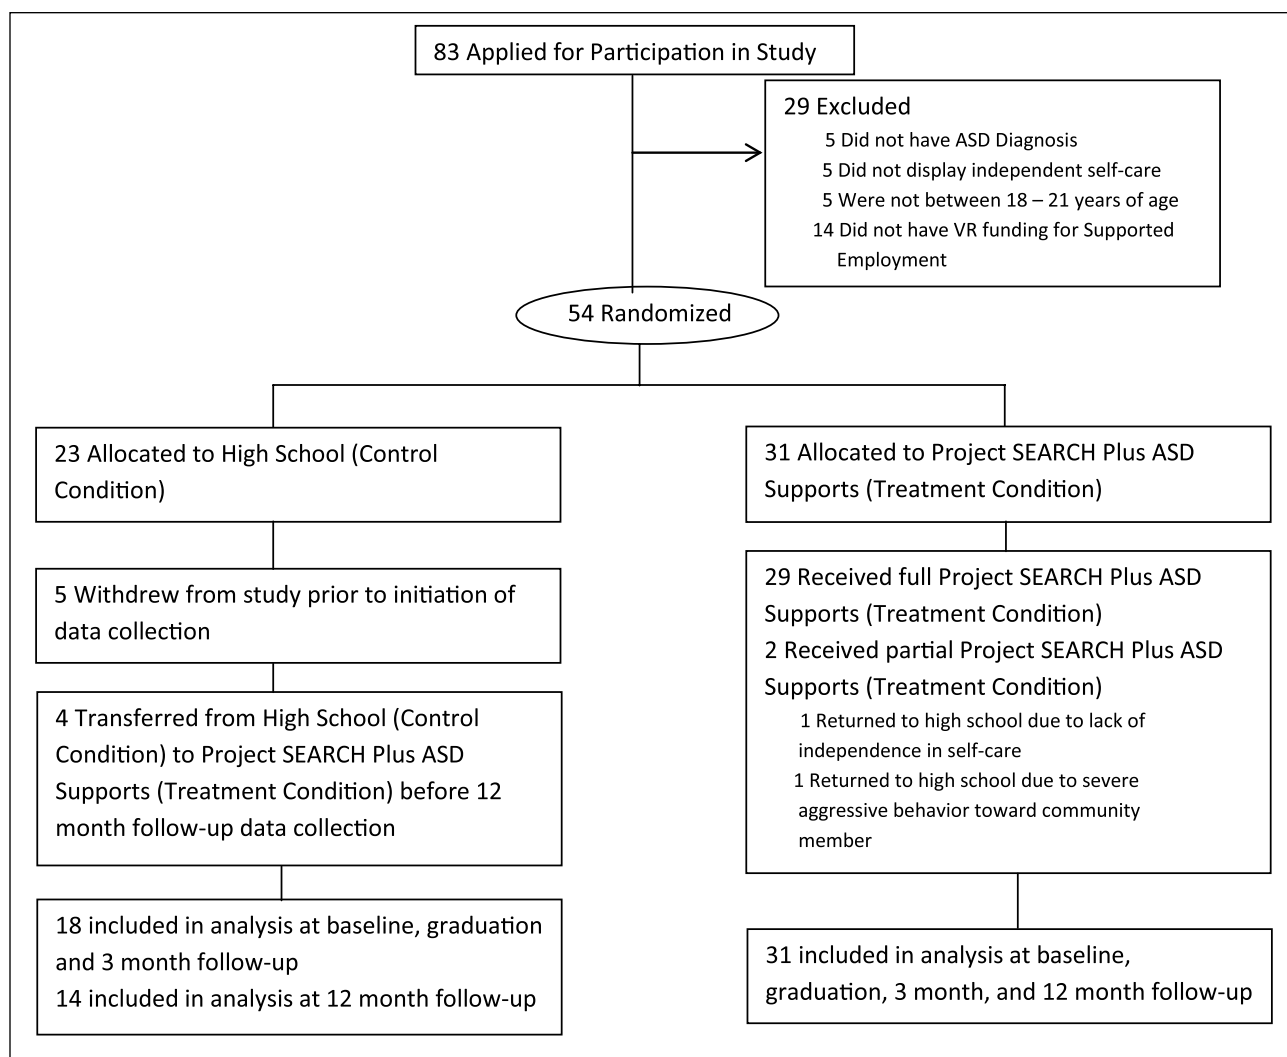 83 Applied for Participation in Study
29 Excluded
5 Did not have ASD Diagnosis
5 Did not display independent self-care
5 Were not between 18 – 21 years of age
14 Did not have VR funding for Supported
Employment
54 Randomized
23 Allocated to High School (Control
Condition)
5 Withdrew from study prior to initiation of
data collection
4 Transferred from High School (Control
Condition) to Project SEARCH Plus ASD
Supports (Treatment Condition) before 12
month follow-up data collection
18 included in analysis at baseline, graduation
and 3 month follow-up
14 included in analysis at 12 month follow-up
31 Allocated to Project SEARCH Plus ASD
Supports (Treatment Condition)
29 Received full Project SEARCH Plus ASD
Supports (Treatment Condition)
2 Received partial Project SEARCH Plus ASD
Supports (Treatment Condition)
1 Returned to high school due to lack of
independence in self-care
1 Returned to high school due to severe
aggressive behavior toward community
member
31 included in analysis at baseline,
graduation, 3 month, and 12 month follow-up